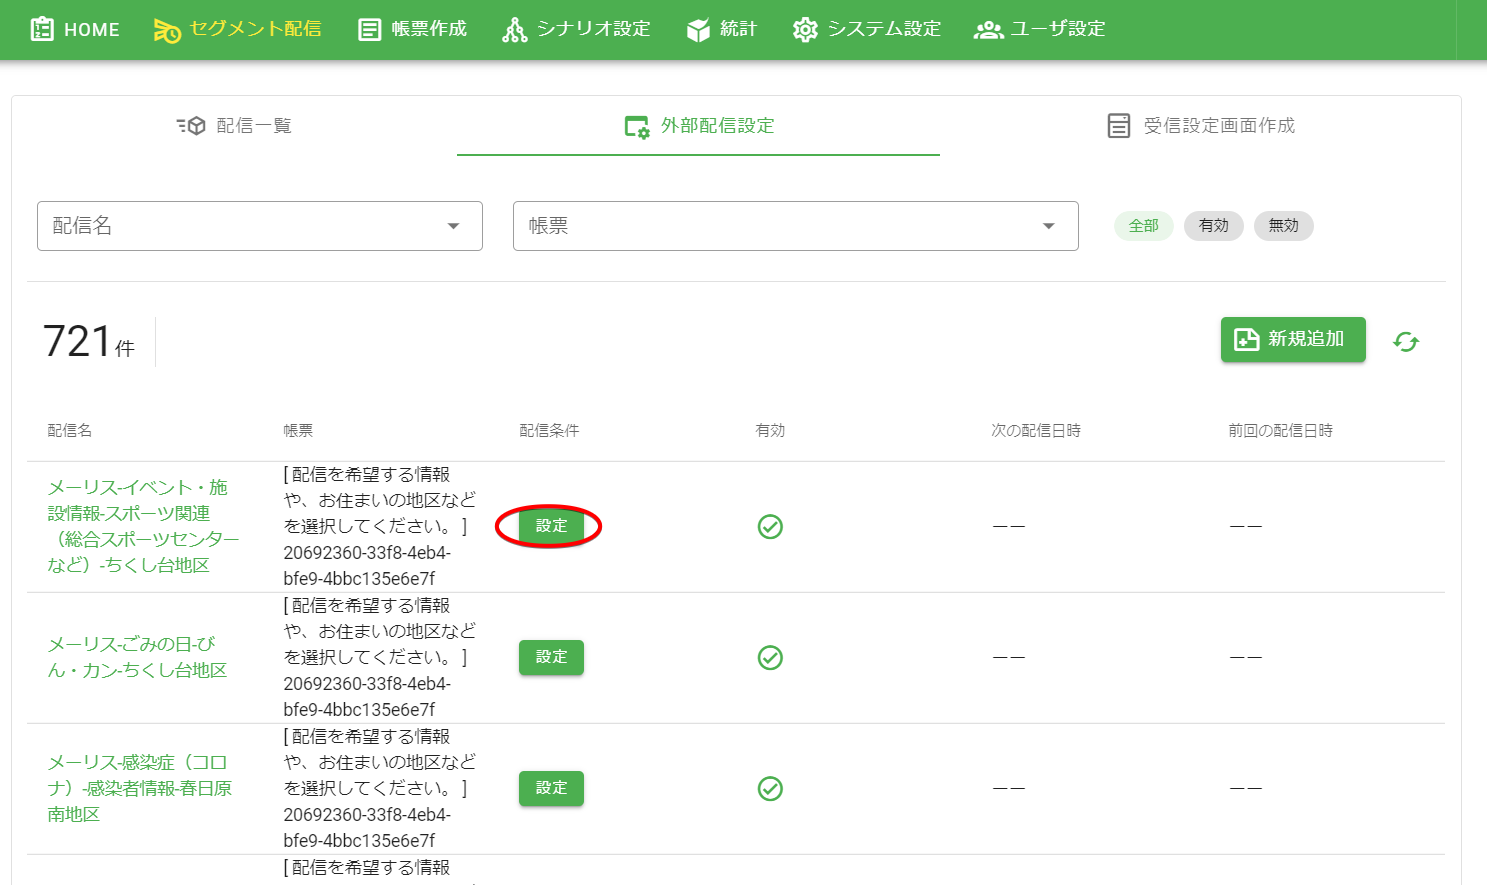 HOME セグメント配信 帳票作成 シナリオ設定 統計 システム設定 ユーザ設定
配信一覧 外部配信設定 受信設定画面作成
配信名 帳票 全部 有効 無効
721件 新規追加
配信名 帳票 配信条件 有効 次の配信日時 前回の配信日時
メーリス-イベント・施
設情報-スポーツ関連
（総合スポーツセンター
など）-ちくし台地区
[ 配信を希望する情報
や、お住まいの地区など
を選択してください。 ]
20692360-33f8-4eb4-
bfe9-4bbc135e6e7f
設定
ーー
ーー
メーリス-ごみの日-び
ん・カン-ちくし台地区
[ 配信を希望する情報
や、お住まいの地区など
を選択してください。 ]
20692360-33f8-4eb4-
bfe9-4bbc135e6e7f
設定
ーー
ーー
メーリス-感染症（コロ
ナ）-感染者情報-春日原
南地区
[ 配信を希望する情報
や、お住まいの地区など
を選択してください。 ]
20692360-33f8-4eb4-
bfe9-4bbc135e6e7f
設定
ーー
ーー
[ 配信を希望する情報